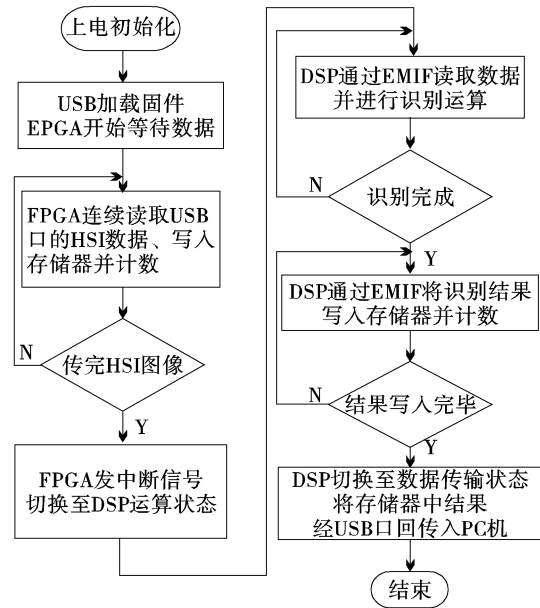 上电初始化
USB加载固件
EPGA开始等待数据
FPGA连续读取USB
口的HSI数据、写入
存储器并计数
N
传完HSI图像
Y
FPGA发中断信号
切换至DSP运算状态
DSP通过EMIF读取数据
并进行识别运算
N
识别完成
Y
DSP通过EMIF将识别结果
写入存储器并计数
N
结果写入完毕
Y
DSP切换至数据传输状态
将存储器中结果
经USB口回传入PC机
结束